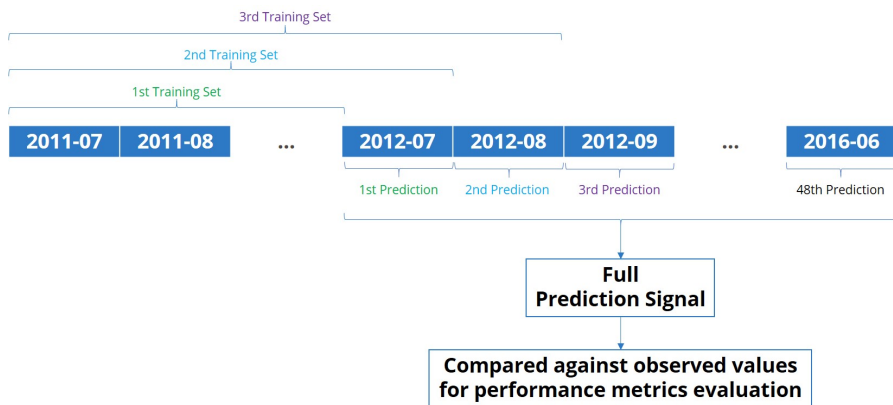 3rd Training Set
2nd Training Set
1st Training Set
2011-07 2011-08 ... 2012-07 2012-08 2012-09 ... 2016-06
1st Prediction 2nd Prediction 3rd Prediction 48th Prediction
Full
Prediction Signal
Compared against observed values
for performance metrics evaluation